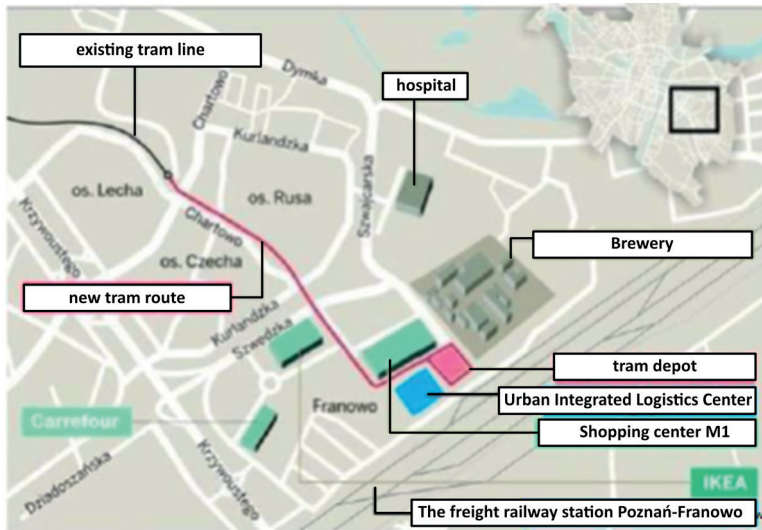 existing tram line
hospital
Dymka
Chartowo
Kurlandzka
os. Lecha
os. Rusa
Szwajcarska
Krzywoustego
Chartowo
os. Czecha
Brewery
new tram route
Kurlandzka
Szwedzka
tram depot
Urban Integrated Logistics Center
Franowo
Carrefour
Shopping center M1
Krzywoustego
Dziadoszańska
IKEA
The freight railway station Poznań-Franowo